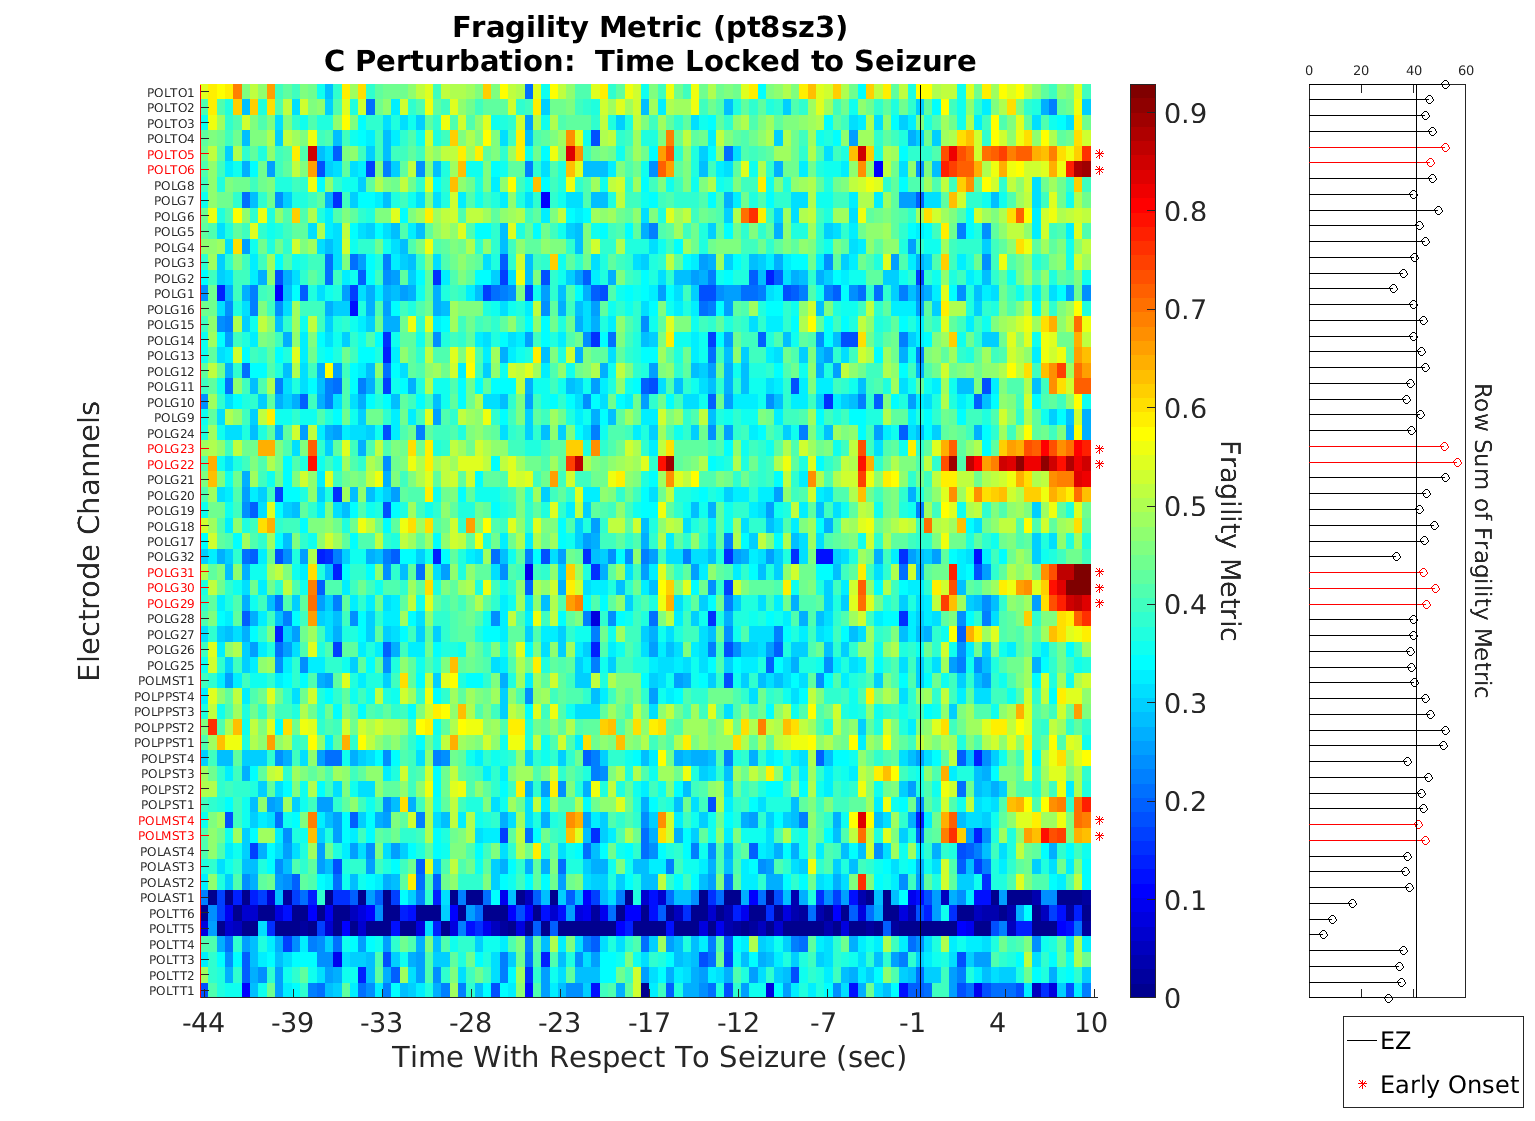 Fragility Metric (pt8sz3)
C Perturbation:  Time Locked to Seizure
0 20 40 60
POLTO1
POLTO2
POLTO3
POLTO4
POLTO5
POLTO6
POLG8
POLG7
POLG6
POLG5
POLG4
POLG3
POLG2
POLG1
POLG16
POLG15
POLG14
POLG13
POLG12
POLG11
POLG10
POLG9
POLG24
POLG23
POLG22
POLG21
POLG20
POLG19
POLG18
POLG17
POLG32
POLG31
POLG30
POLG29
POLG28
POLG27
POLG26
POLG25
POLMST1
POLPPST4
POLPPST3
POLPPST2
POLPPST1
POLPST4
POLPST3
POLPST2
POLPST1
POLMST4
POLMST3
POLAST4
POLAST3
POLAST2
POLAST1
POLTT6
POLTT5
POLTT4
POLTT3
POLTT2
POLTT1
Electrode Channels
-44 -39 -33 -28 -23 -17 -12 -7 -1 4 10
Time With Respect To Seizure (sec)
0.9
0.8
0.7
0.6
0.5
0.4
0.3
0.2
0.1
0
Fragility Metric
Row Sum of Fragility Metric
EZ
Early Onset